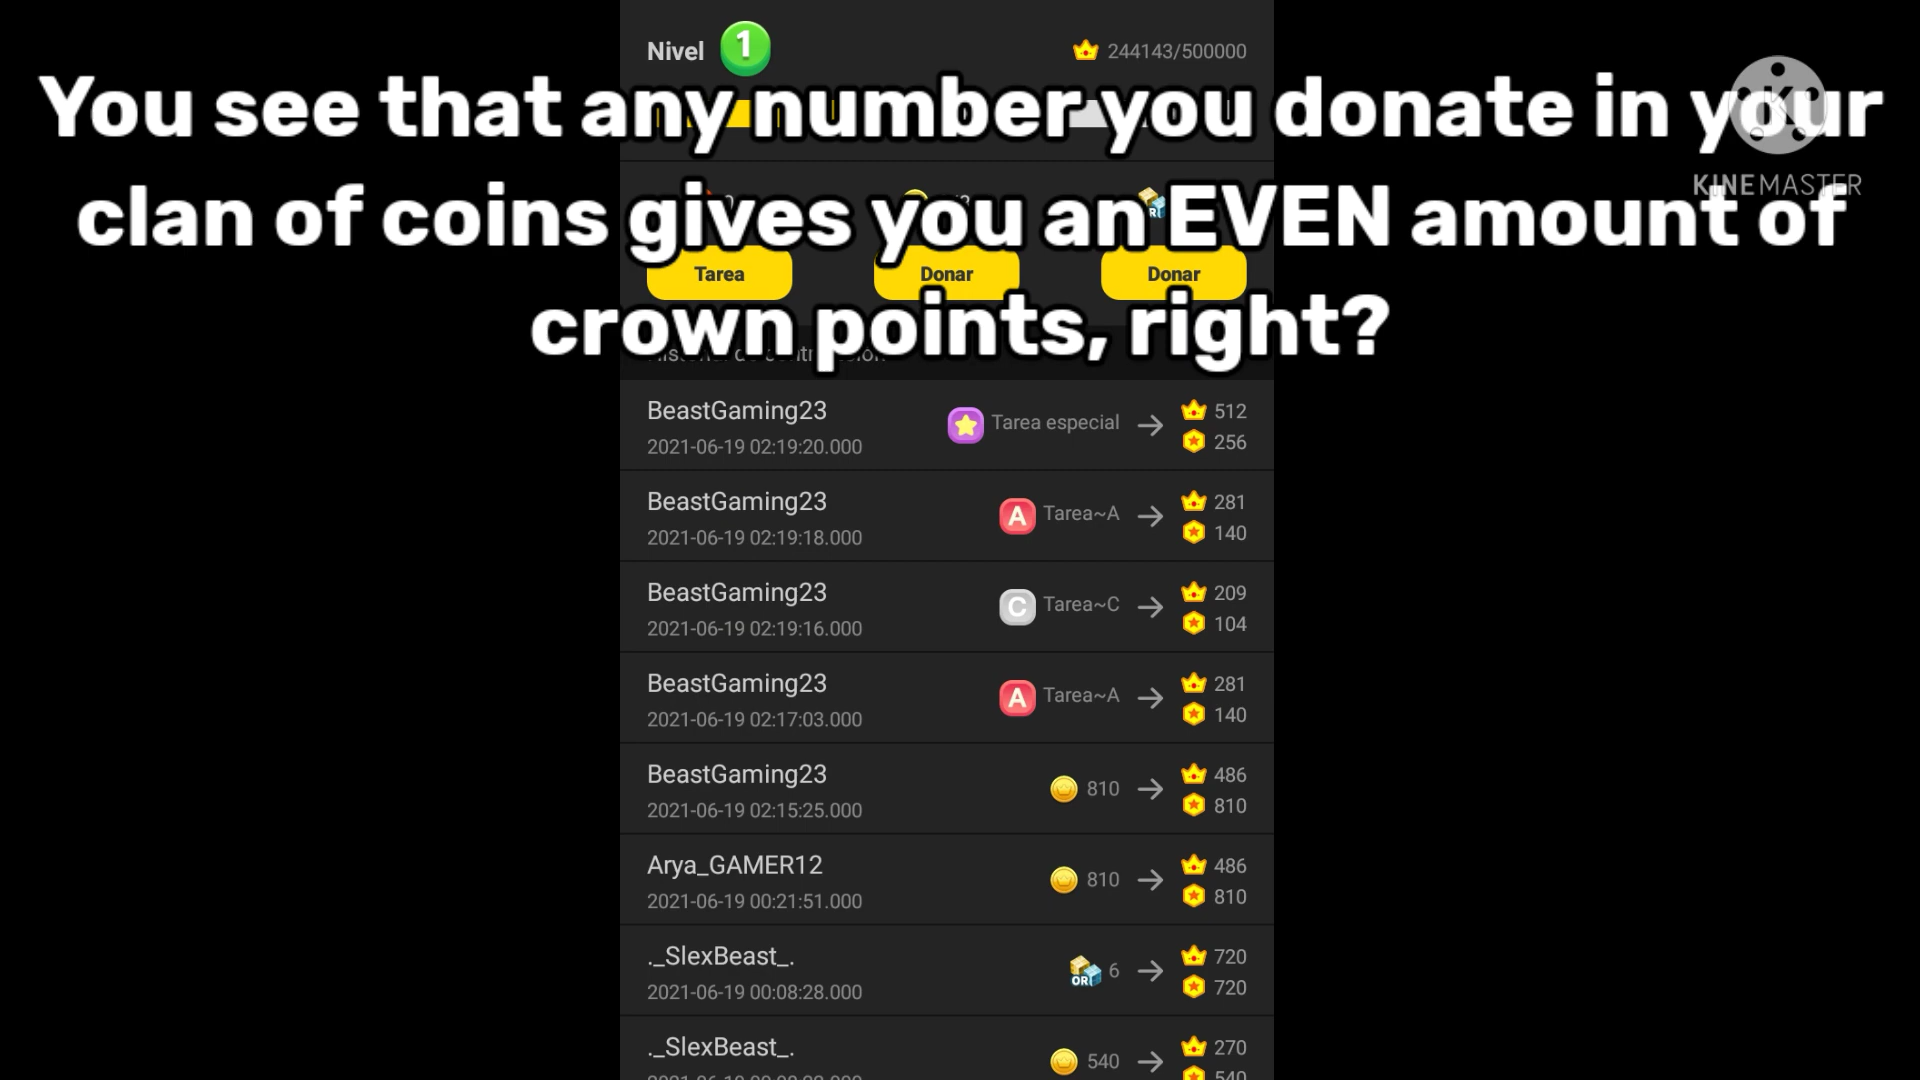 Nivel 1 244143/500000
You see that any number you donate in your
KINEMASTER
clan of coins gives you an EVEN amount of
Tarea Donar Donar
crown points, right?
BeastGaming23 Tarea especial → 512
2021-06-19 02:19:20.000 256
BeastGaming23 A Tarea~A → 281
2021-06-19 02:19:18.000 140
BeastGaming23 C Tarea~C → 209
2021-06-19 02:19:16.000 104
BeastGaming23 A Tarea~A → 281
2021-06-19 02:17:03.000 140
BeastGaming23 810 → 486
2021-06-19 02:15:25.000 810
Arya_GAMER12 810 → 486
2021-06-19 00:21:51.000 810
._SlexBeast_. OR 6 → 720
2021-06-19 00:08:28.000 720
._SlexBeast_. 540 → 270
540